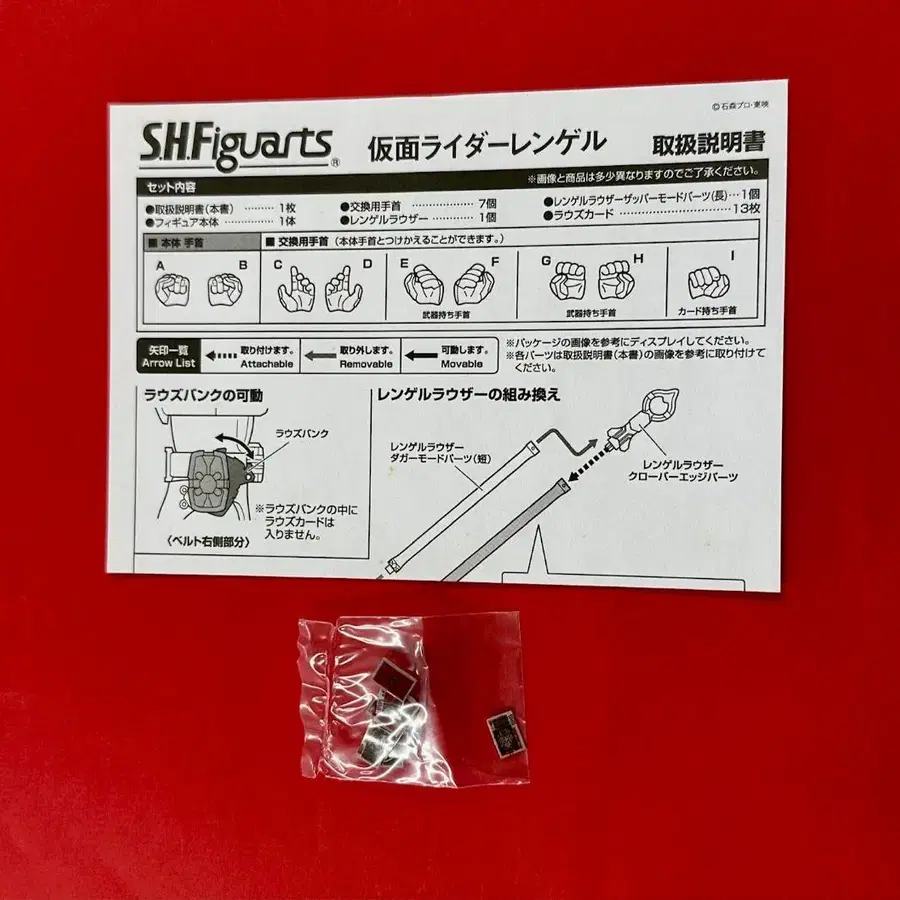 ©石森プロ・東映
S.H.Figuarts® 仮面ライダーレンゲル 取扱説明書
セット内容 ※画像と商品は多少異なりますのでご了承ください。
●取扱説明書(本書) ……… 1枚 ●交換用手首 ……… 7個 ●レンゲルラウザーザッパーモードパーツ(長)…1個
●フィギュア本体 ……… 1体 ●レンゲルラウザー ……… 1個 ●ラウズカード ……… 13枚
■ 本体 手首 ■ 交換用手首 (本体手首とつけかえることができます。)
A B C D E F G H I
武器持ち手首 武器持ち手首 カード持ち手首
矢印一覧 取り付けます。 取り外します。 可動します。
Arrow List Attachable Removable Movable
※パッケージの画像を参考にディスプレイしてください。
※各パーツは取扱説明書(本書)の画像を参考に取り付けて
ください。
ラウズバンクの可動
ラウズバンク
※ラウズバンクの中に
ラウズカードは
入りません。
〈ベルト右側部分〉
レンゲルラウザーの組み換え
レンゲルラウザー
ダガーモードパーツ(短)
レンゲルラウザー
クローバーエッジパーツ